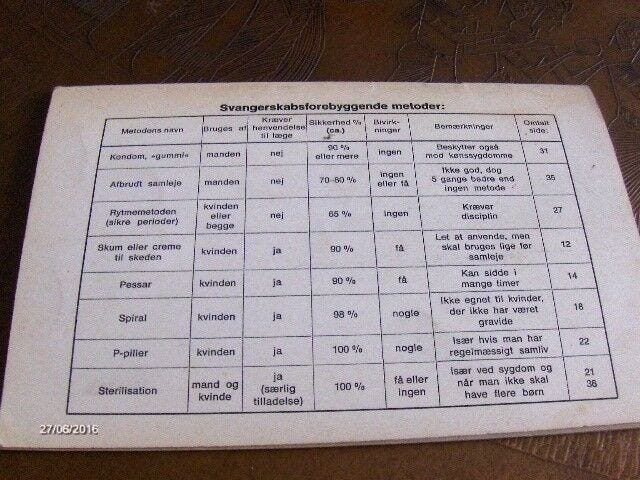 Svangerskabsforebyggende metoder:
Metodens navn Bruges af Kræver henvendelse til læge Sikkerhed % (ca.) Bivirk-ninger Bemærkninger Omtalt side:
Kondom, »gummi« manden nej 90 % eller mere ingen Beskytter også mod kønssygdomme 31
Afbrudt samleje manden nej 70-80 % ingen eller få Ikke god, dog 5 gange bedre end ingen metode 35
Rytmemetoden (sikre perioder) kvinden eller begge nej 65 % ingen Kræver disciplin 27
Skum eller creme til skeden kvinden ja 90 % få Let at anvende, men skal bruges lige før samleje 12
Pessar kvinden ja 90 % få Kan sidde i mange timer 14
Spiral kvinden ja 98 % nogle Ikke egnet til kvinder, der ikke har været gravide 18
P-piller kvinden ja 100 % nogle Især hvis man har regelmæssigt samliv 22
Sterilisation mand og kvinde ja (særlig tilladelse) 100 % få eller ingen Især ved sygdom og når man ikke skal have flere børn 21 36
27/06/2016